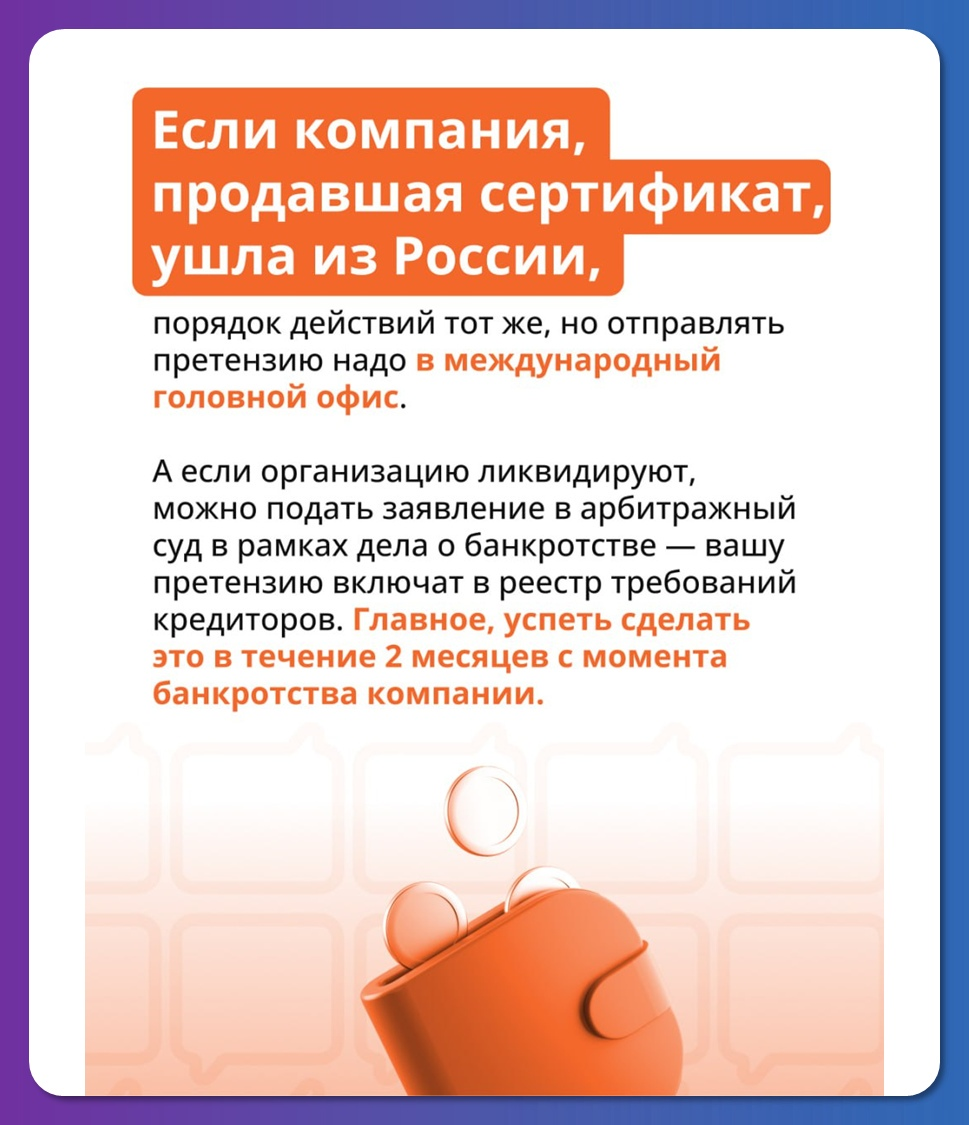 Если компания,
продавшая сертификат,
ушла из России,
порядок действий тот же, но отправлять
претензию надо в международный
головной офис.
А если организацию ликвидируют,
можно подать заявление в арбитражный
суд в рамках дела о банкротстве — вашу
претензию включат в реестр требований
кредиторов. Главное, успеть сделать
это в течение 2 месяцев с момента
банкротства компании.